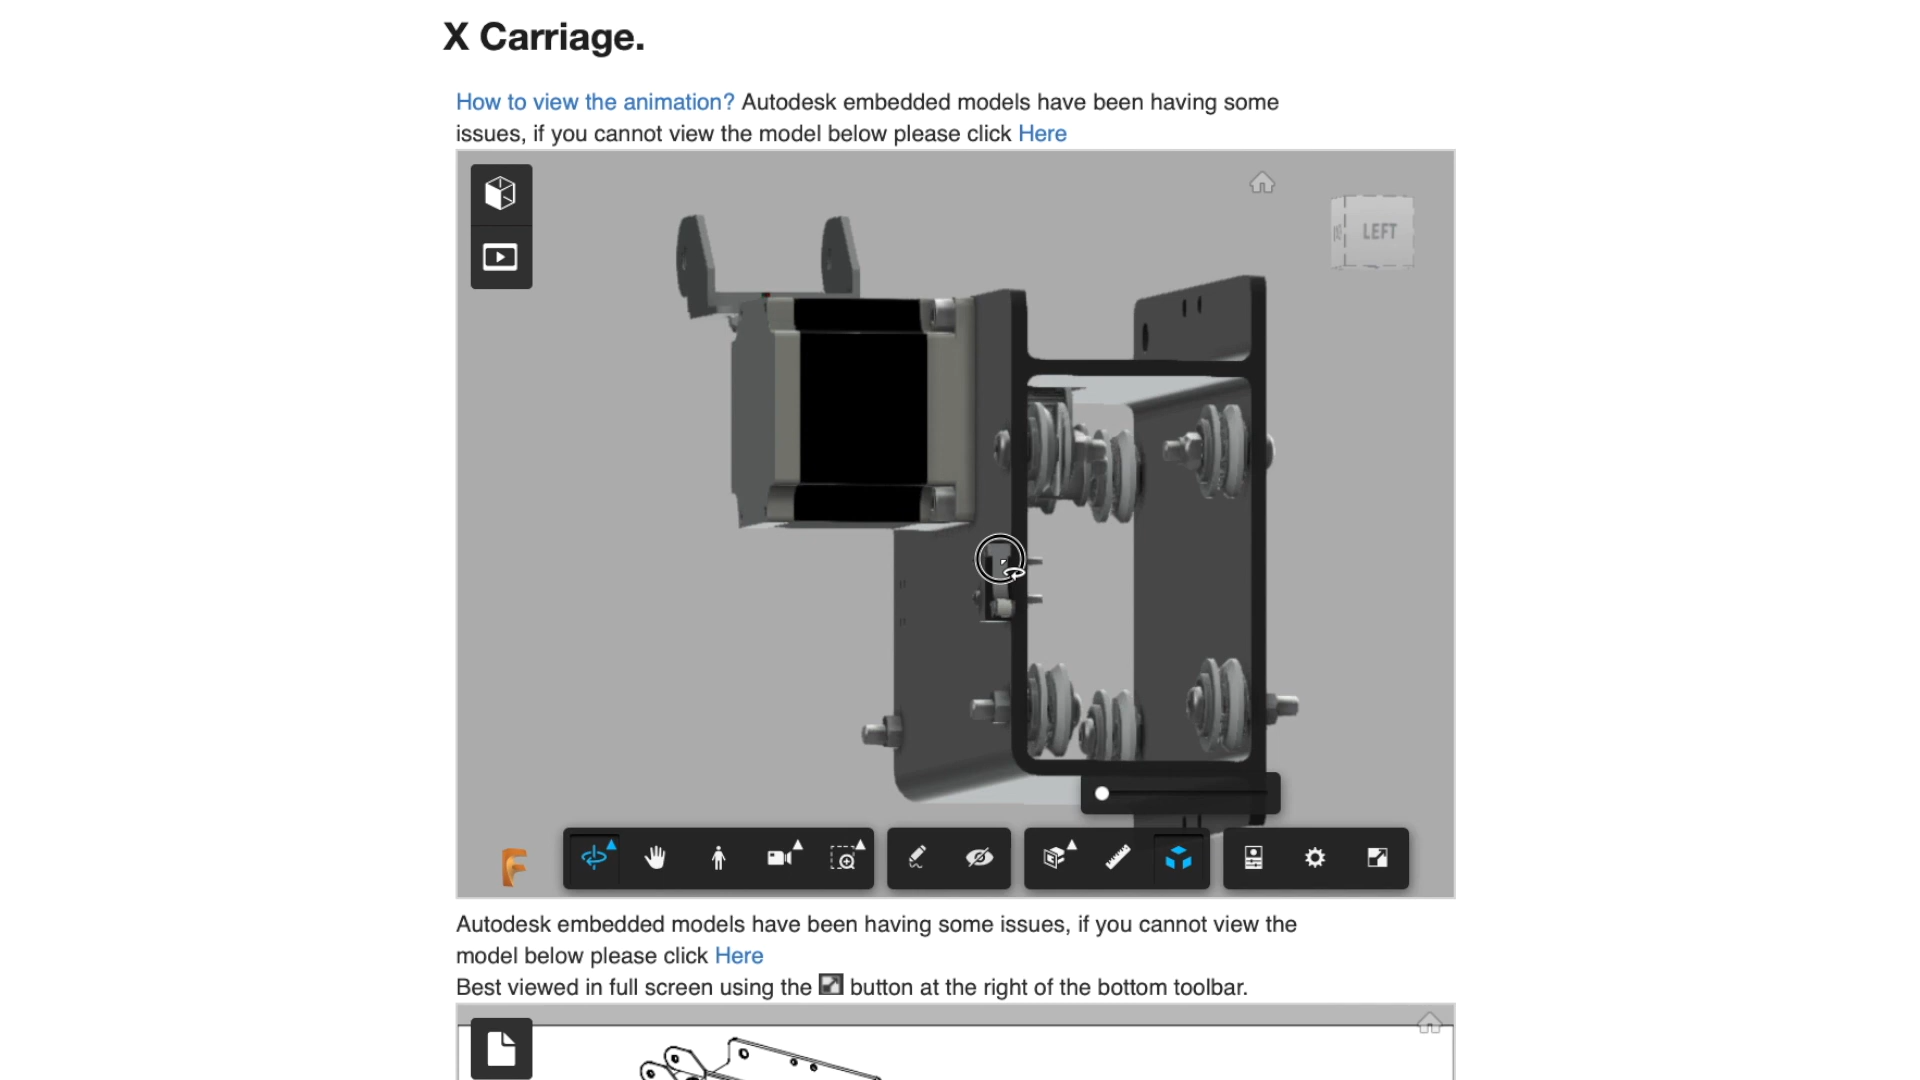 X Carriage.
How to view the animation? Autodesk embedded models have been having some
issues, if you cannot view the model below please click Here
LEFT
Autodesk embedded models have been having some issues, if you cannot view the
model below please click Here
Best viewed in full screen using the button at the right of the bottom toolbar.